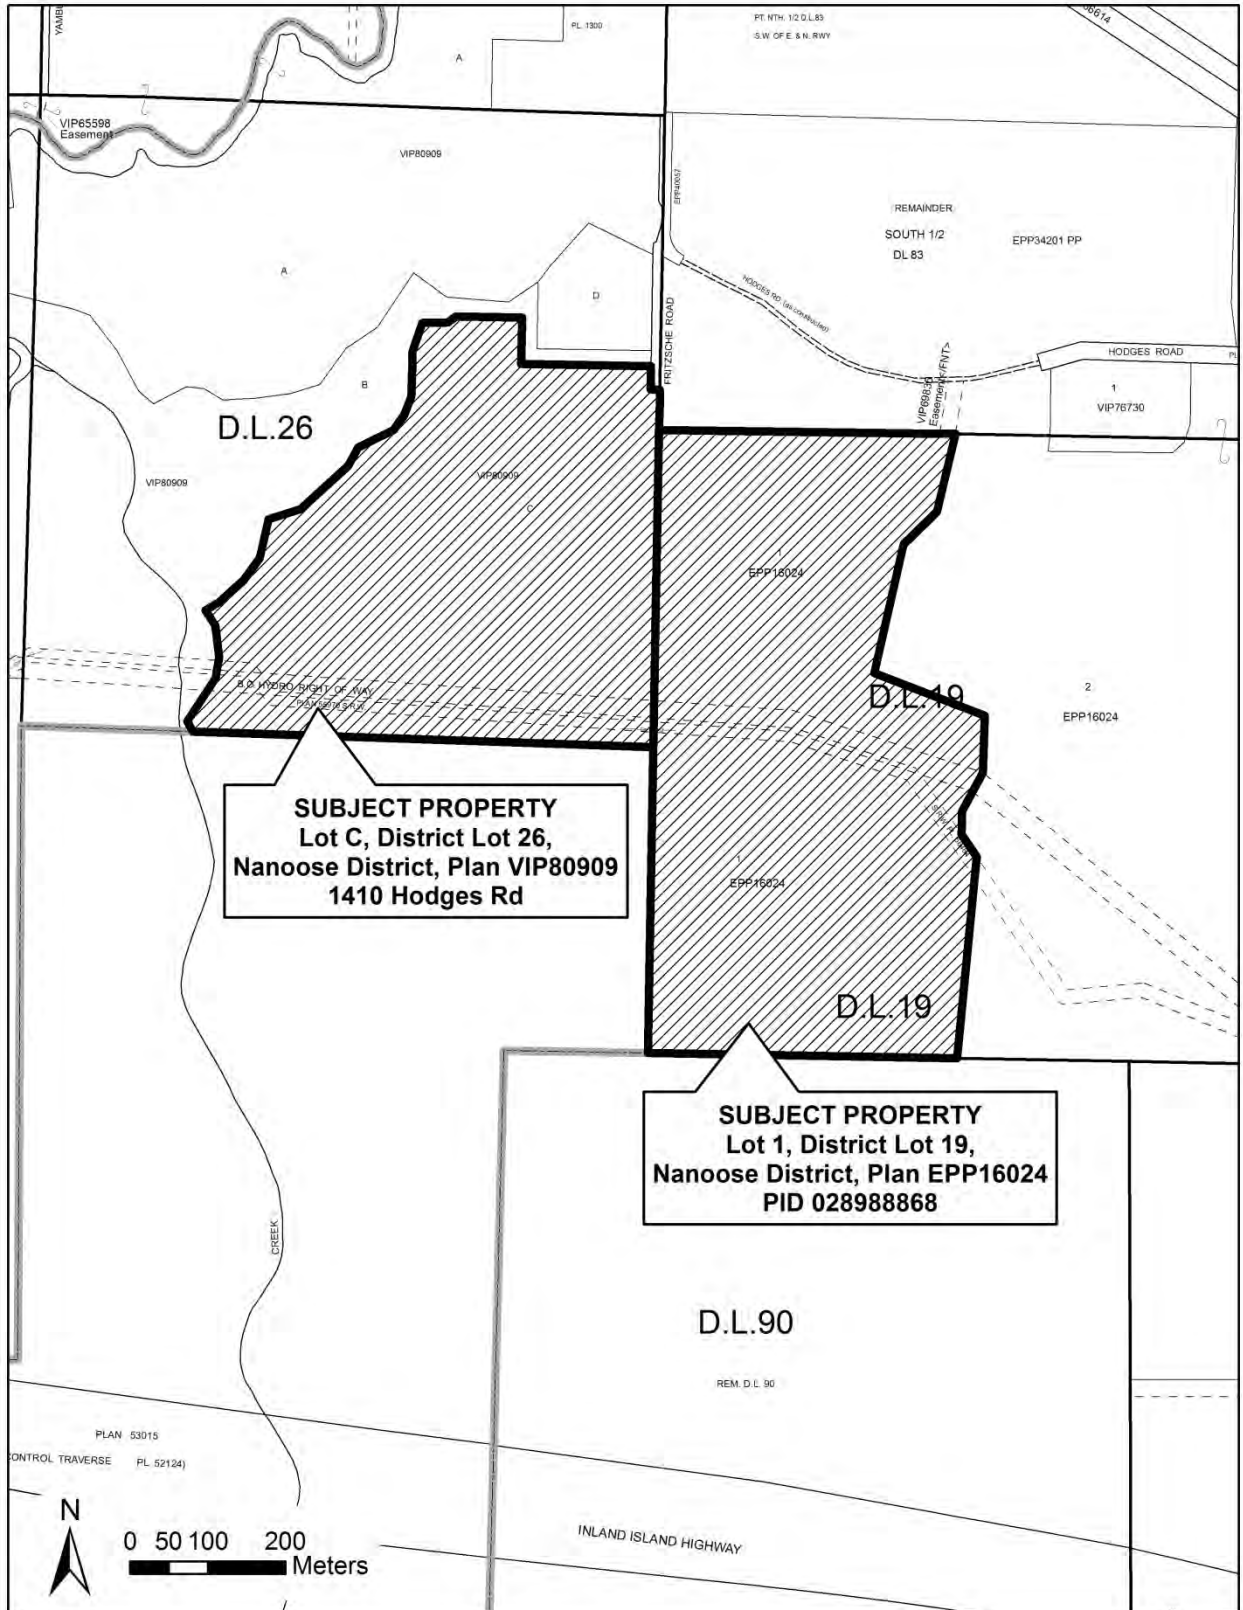 PL. 1300
PT. NTH. 1/2 D.L.83
S.W. OF E. & N. RWY
A
VIP65598
Easement
VIP80909
EPP40057
REMAINDER
SOUTH 1/2
DL 83
EPP34201 PP
A
D
HODGES RD. (as constructed)
FRITZSCHE ROAD
HODGES ROAD
B
1
VIP76730
D.L.26
Easement<FNT>
VIP80909
VIP80909
C
1
EPP16024
D.L.19
2
EPP16024
B.C. HYDRO RIGHT OF WAY
SUBJECT PROPERTY
Lot C, District Lot 26,
Nanoose District, Plan VIP80909
1410 Hodges Rd
1
EPP16024
D.L.19
SUBJECT PROPERTY
Lot 1, District Lot 19,
Nanoose District, Plan EPP16024
PID 028988868
CREEK
D.L.90
REM. D.L. 90
PLAN 53015
CONTROL TRAVERSE PL. 52124)
INLAND ISLAND HIGHWAY
N
0 50 100 200
Meters